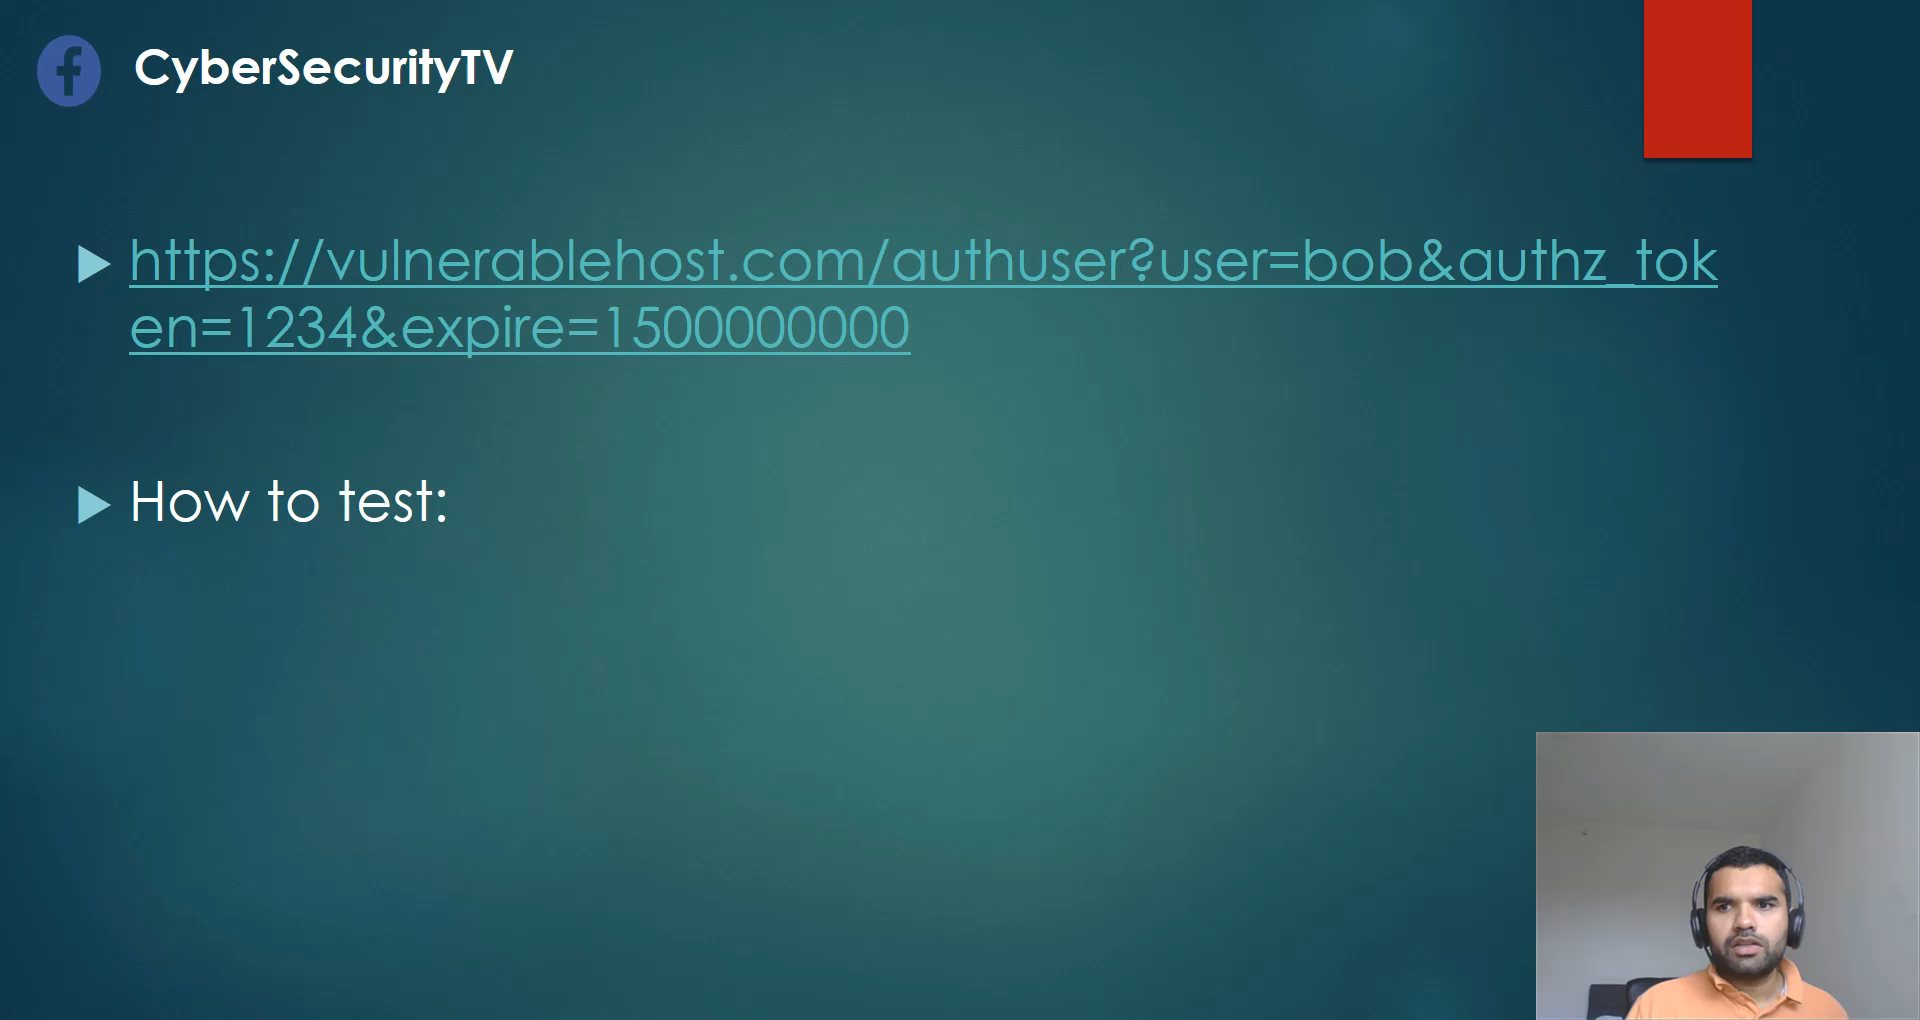 CyberSecurityTV
https://vulnerablehost.com/authuser?user=bob&authz_tok
en=1234&expire=1500000000
How to test: